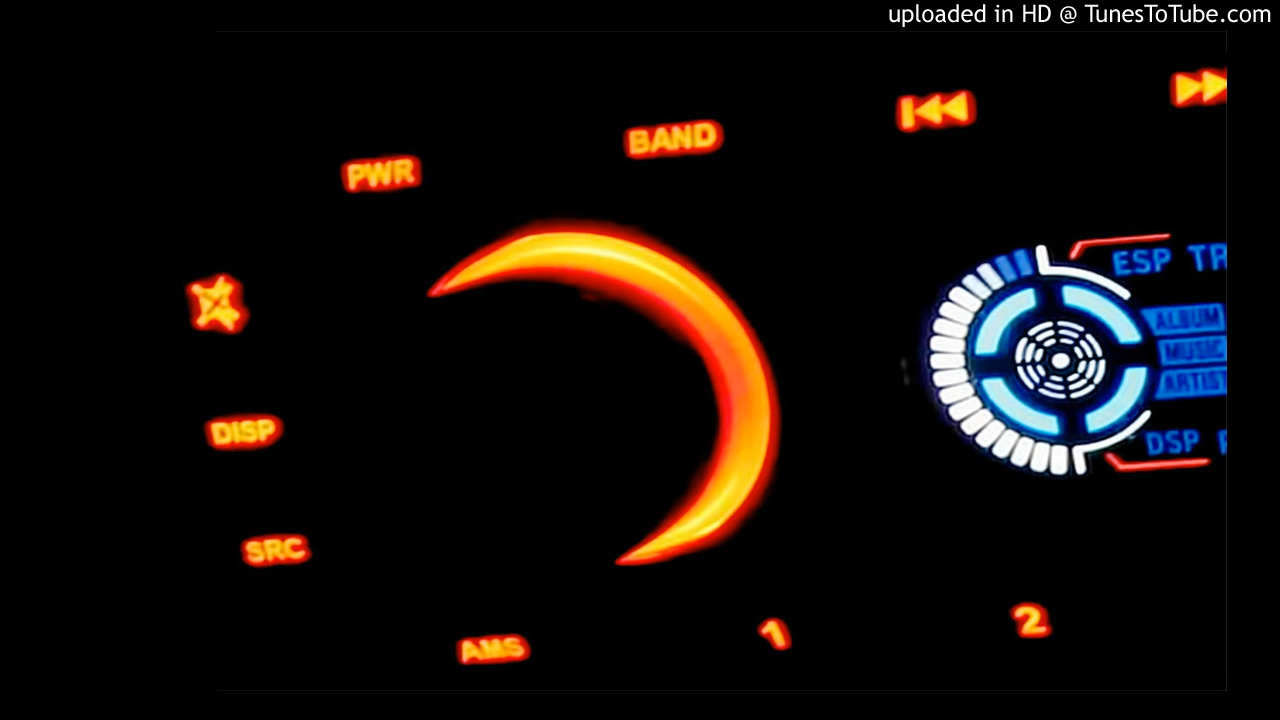 uploaded in HD @ TunesToTube.com
BAND
PWR
ESP TR
ALBUM
MUSIC
ARTIST
DISP
DSP
SRC
AMS
1
2